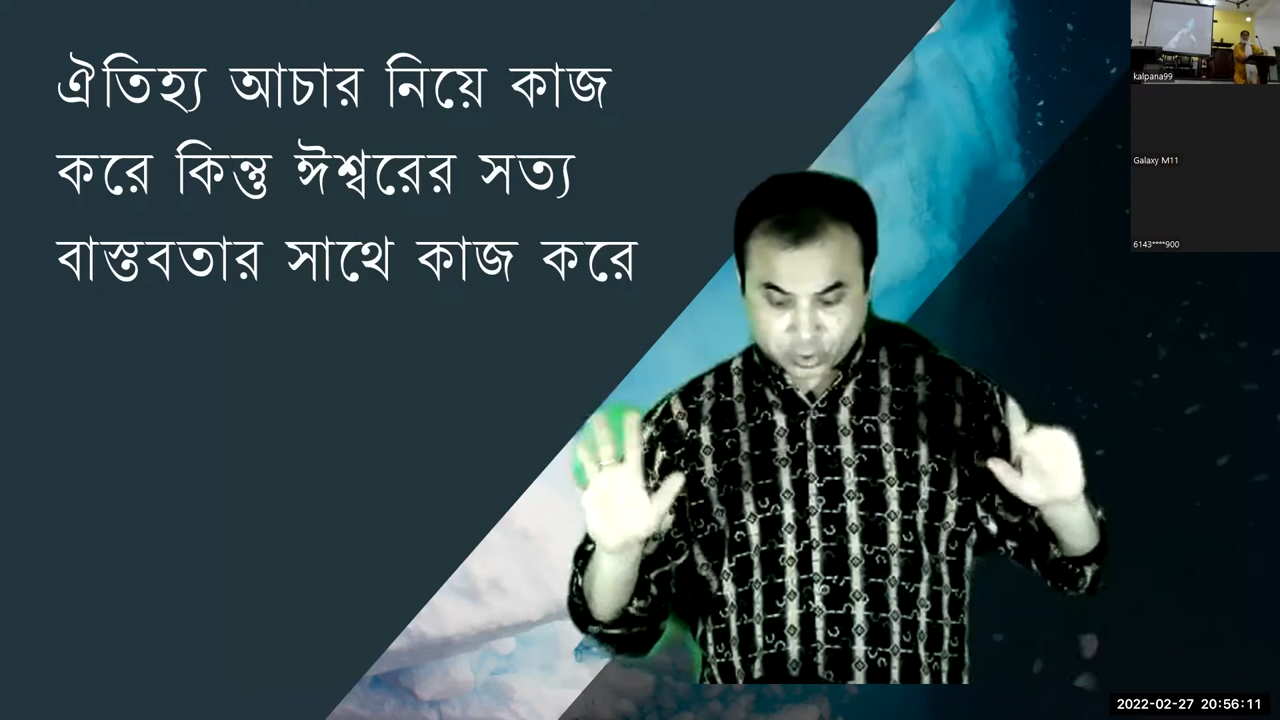 ঐতিহ্য আচার নিয়ে কাজ
করে কিন্তু ঈশ্বরের সত্য
বাস্তবতার সাথে কাজ করে
kalpana99
Galaxy M11
6143****900
2022-02-27 20:56:11